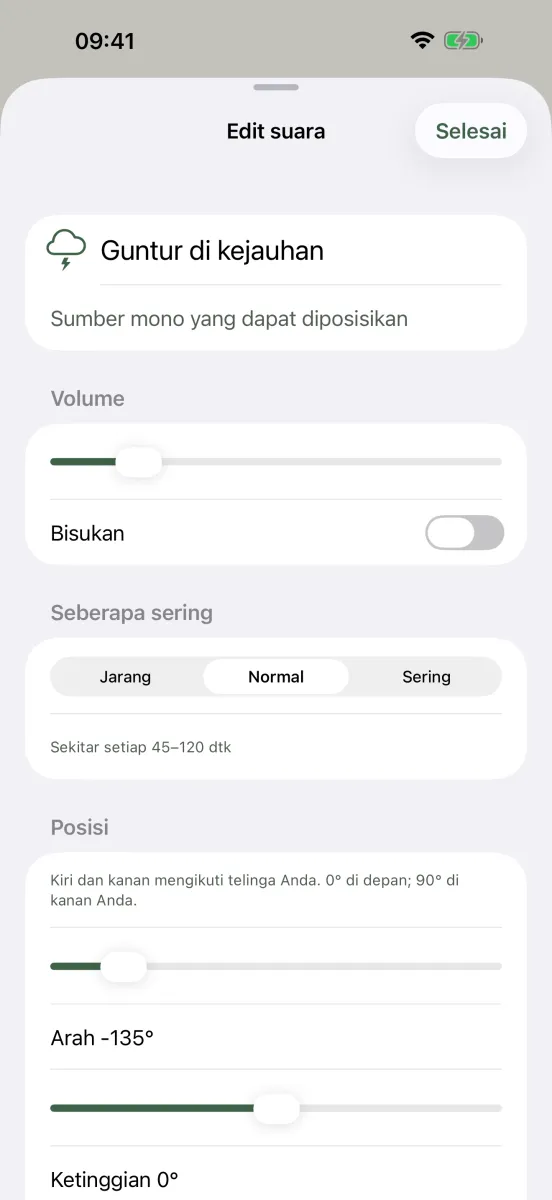 09:41
Edit suara
Selesai
Guntur di kejauhan
Sumber mono yang dapat diposisikan
Volume
Bisukan
Seberapa sering
Jarang
Normal
Sering
Sekitar setiap 45–120 dtk
Posisi
Kiri dan kanan mengikuti telinga Anda. 0° di depan; 90° di
kanan Anda.
Arah -135°
Ketinggian 0°